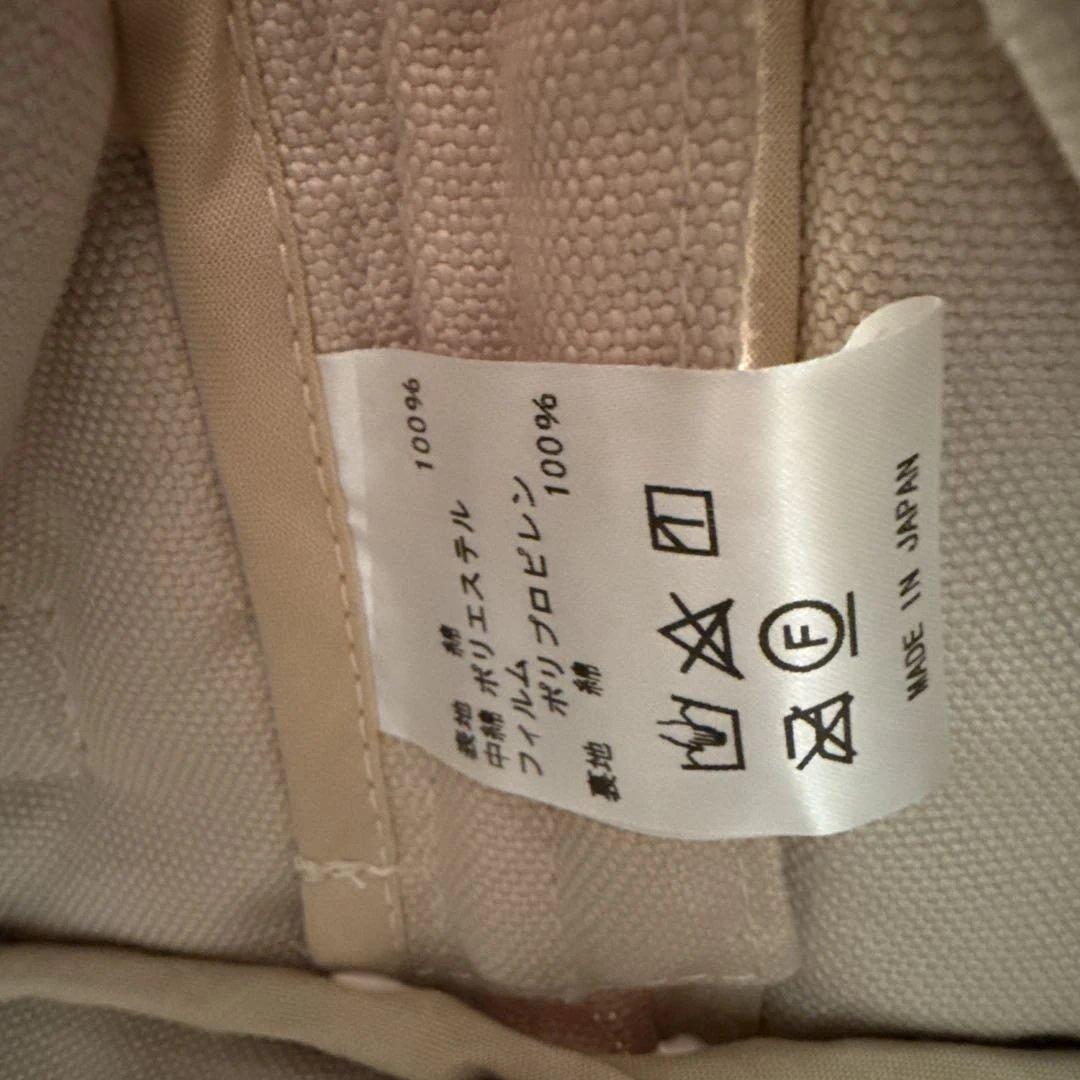 表地 綿 100%
中綿 ポリエステル
フィルム
ポリプロピレン 100%
裏地 綿
F
MADE IN JAPAN